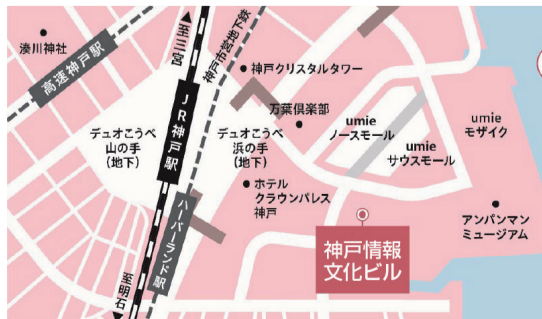 湊川神社
高速神戸駅
至三宮
神戸市営地下鉄
JR神戸駅
神戸クリスタルタワー
万葉倶楽部
デュオこうべ
山の手
(地下)
デュオこうべ
浜の手
(地下)
umie
ノースモール
umie
サウスモール
umie
モザイク
ハーバーランド駅
ホテル
クラウンパレス
神戸
アンパンマン
ミュージアム
神戸情報
文化ビル
至明石